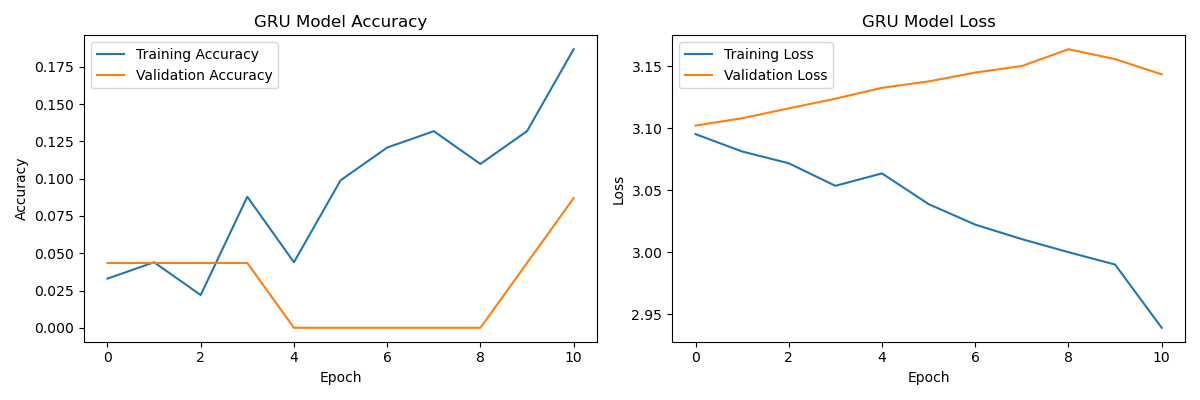 GRU Model Accuracy
Training Accuracy
Validation Accuracy
0.175
0.150
0.125
0.100
0.075
0.050
0.025
0.000
Accuracy
0 2 4 6 8 10
Epoch
GRU Model Loss
Training Loss
Validation Loss
3.15
3.10
3.05
3.00
2.95
Loss
0 2 4 6 8 10
Epoch